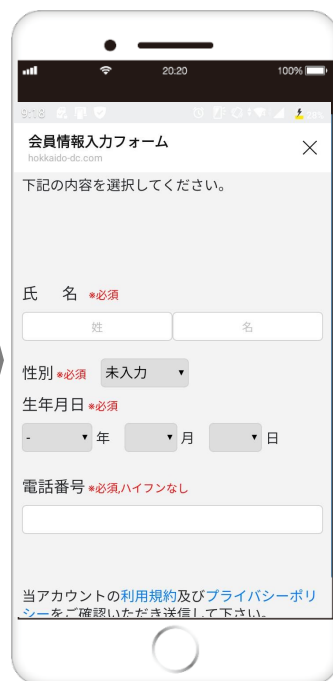 20:20
100%
9:18
会員情報入力フォーム
hokkaido-dc.com
下記の内容を選択してください。
氏 名 *必須
姓 名
性別 *必須 未入力
生年月日 *必須
- 年 月 日
電話番号 *必須,ハイフンなし
当アカウントの利用規約及びプライバシーポリ
シーをご確認いただき送信して下さい。